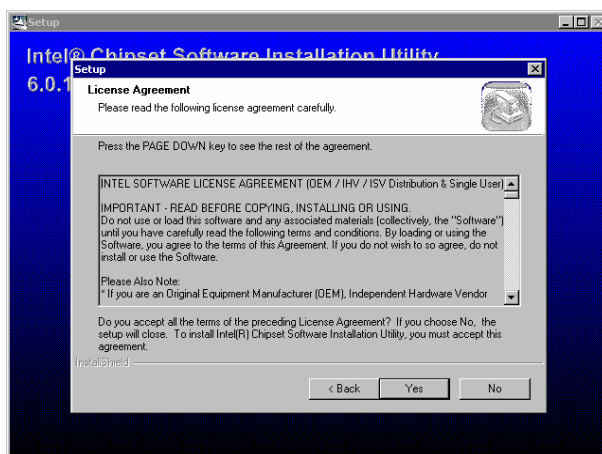 Setup
Intel® Chipset Software Installation Utility
6.0.1
Setup
License Agreement
Please read the following license agreement carefully.
Press the PAGE DOWN key to see the rest of the agreement.
INTEL SOFTWARE LICENSE AGREEMENT (OEM / IHV / ISV Distribution & Single User)
IMPORTANT - READ BEFORE COPYING, INSTALLING OR USING.
Do not use or load this software and any associated materials (collectively, the "Software")
until you have carefully read the following terms and conditions. By loading or using the
Software, you agree to the terms of this Agreement. If you do not wish to so agree, do not
install or use the Software.
Please Also Note:
* If you are an Original Equipment Manufacturer (OEM), Independent Hardware Vendor
Do you accept all the terms of the preceding License Agreement? If you choose No, the
setup will close. To install Intel(R) Chipset Software Installation Utility, you must accept this
agreement.
InstallShield
< Back
Yes
No